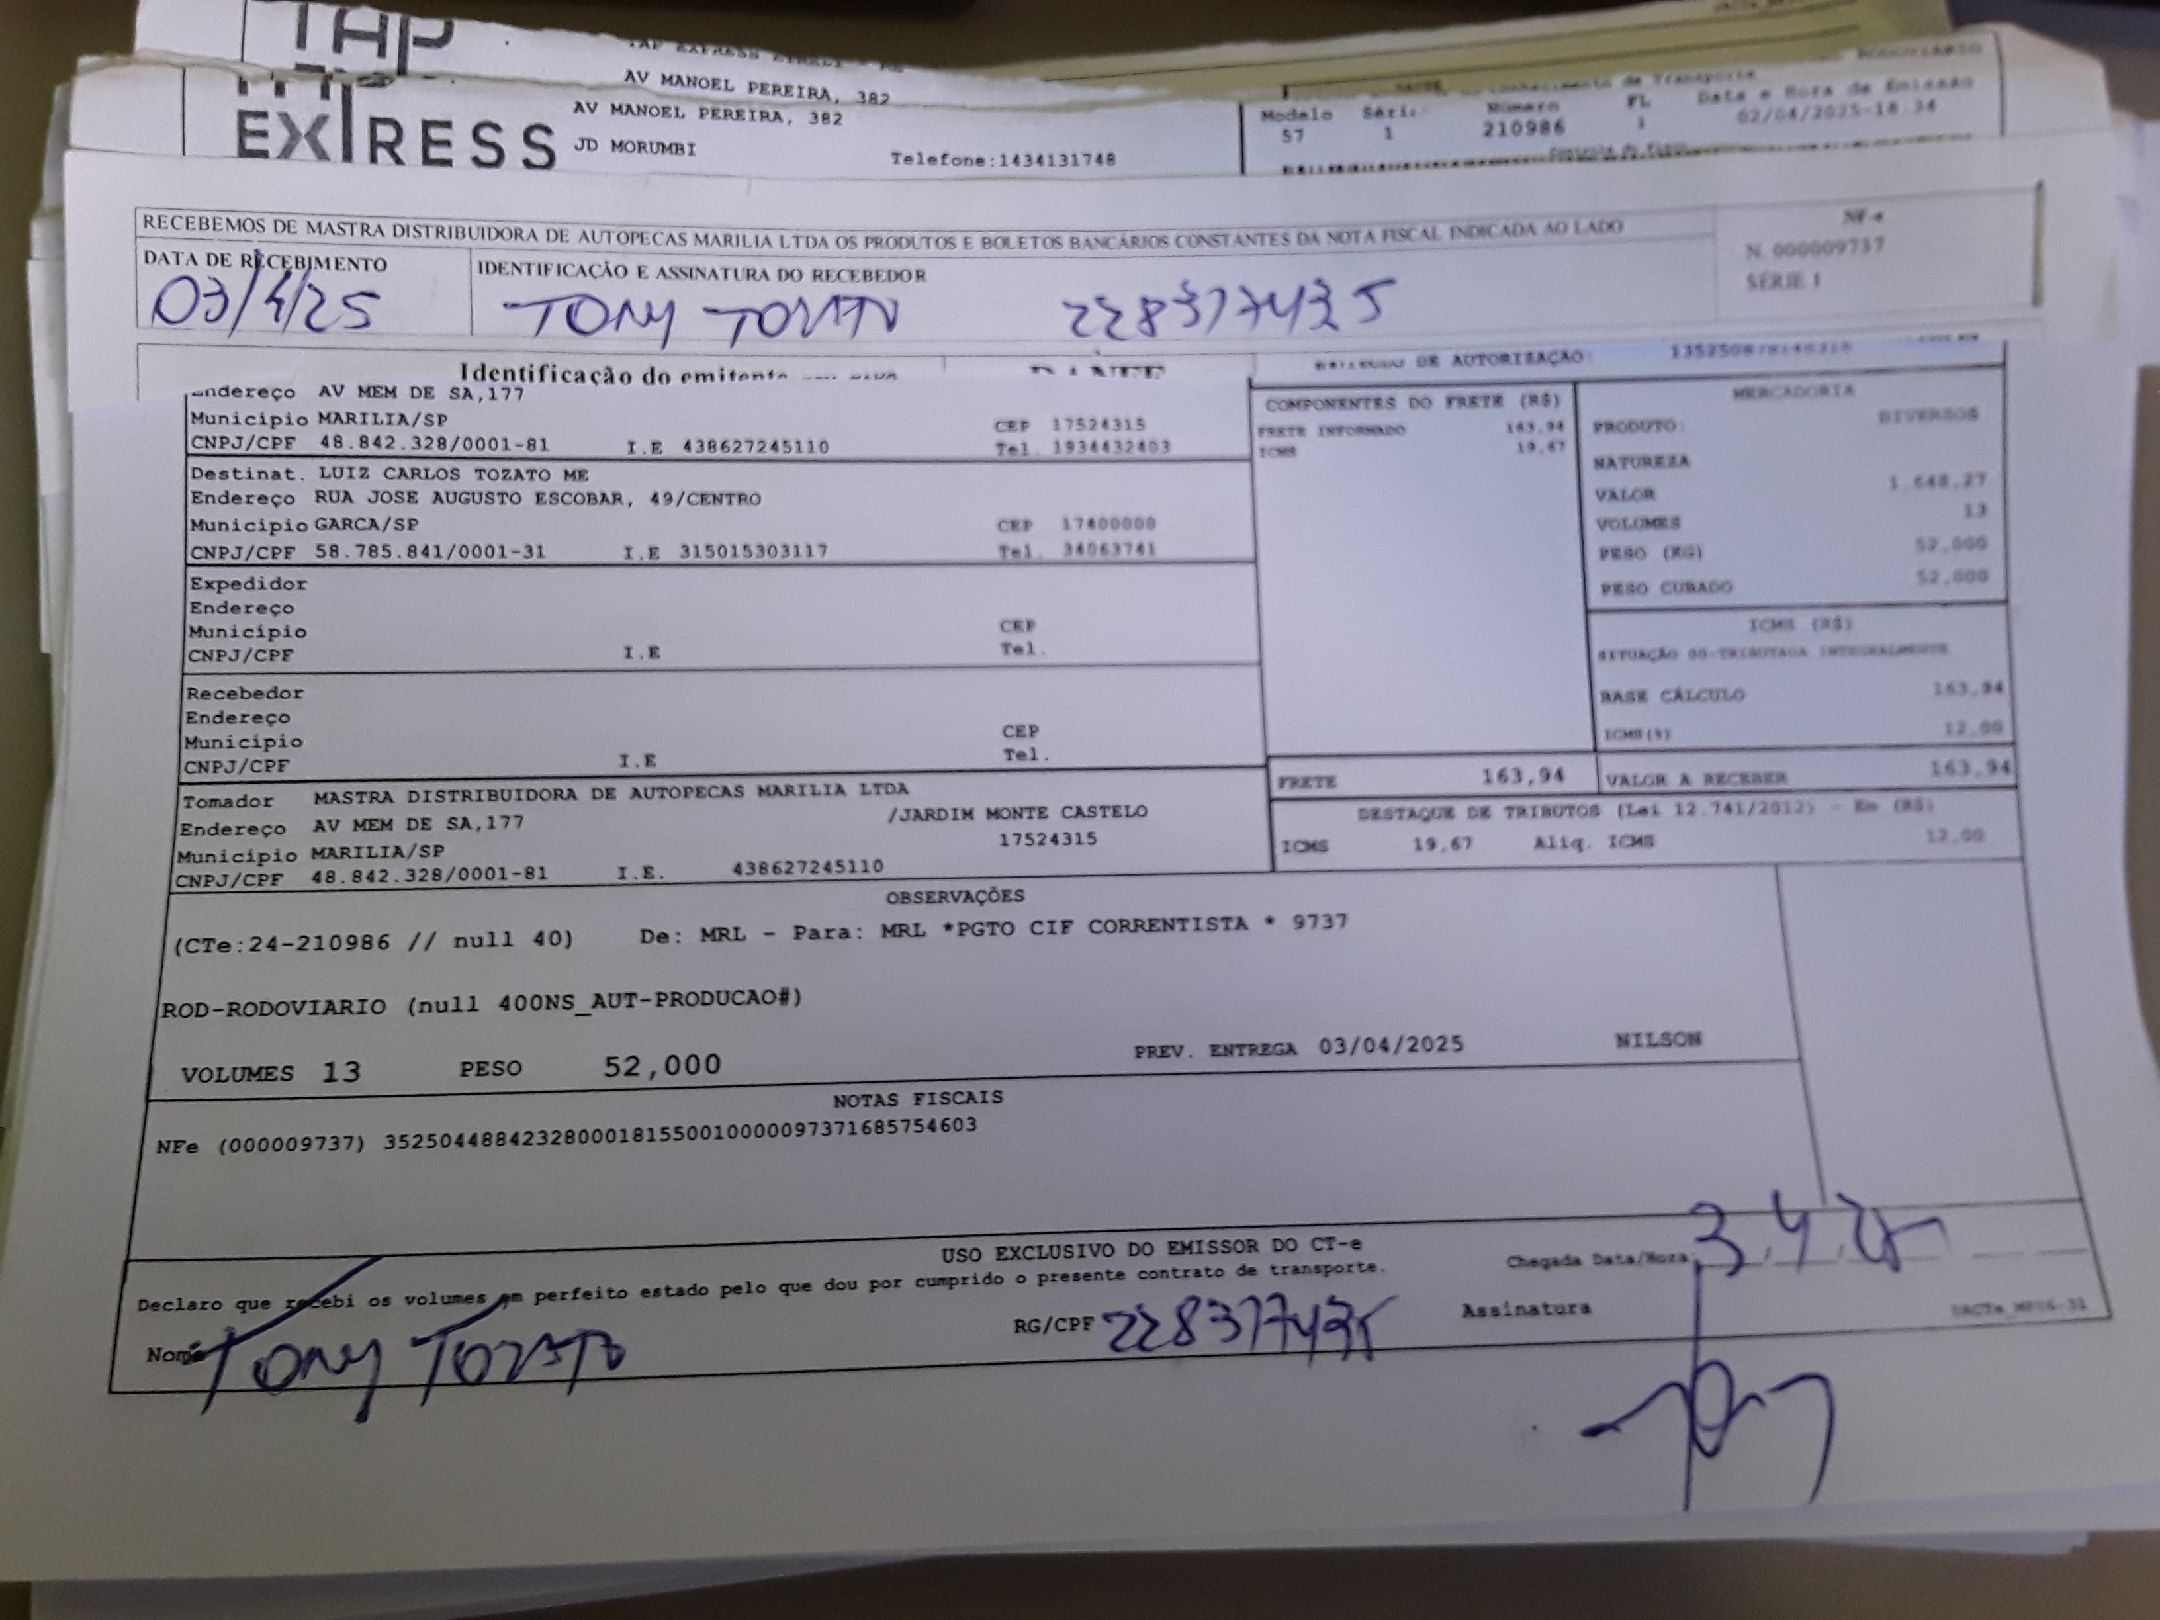 TAP
AV MANOEL PEREIRA, 382
EXPRESS
AV MANOEL PEREIRA, 382
JD MORUMBI
Telefone:1434131748
Modelo Série Número FL Data e Hora de Emissão
57 1 210986 1 02/04/2025-18.34
RECEBEMOS DE MASTRA DISTRIBUIDORA DE AUTOPECAS MARILIA LTDA OS PRODUTOS E BOLETOS BANCÁRIOS CONSTANTES DA NOTA FISCAL INDICADA AO LADO
NF-e
N. 000009737
SÉRIE 1
DATA DE RECEBIMENTO
03/4/25
IDENTIFICAÇÃO E ASSINATURA DO RECEBEDOR
TONY TOZATO 228377435
Identificação do emitente
DE AUTORIZAÇÃO:
Endereço AV MEM DE SA,177
Município MARILIA/SP CEP 17524315
CNPJ/CPF 48.842.328/0001-81 I.E 438627245110 Tel. 1934432403
Destinat. LUIZ CARLOS TOZATO ME
Endereço RUA JOSE AUGUSTO ESCOBAR, 49/CENTRO
Município GARCA/SP CEP 17400000
CNPJ/CPF 58.785.841/0001-31 I.E 315015303117 Tel. 34063741
Expedidor
Endereço
Município CEP
CNPJ/CPF I.E Tel.
Recebedor
Endereço
Município CEP
CNPJ/CPF I.E Tel.
Tomador MASTRA DISTRIBUIDORA DE AUTOPECAS MARILIA LTDA
Endereço AV MEM DE SA,177 /JARDIM MONTE CASTELO
Município MARILIA/SP 17524315
CNPJ/CPF 48.842.328/0001-81 I.E. 438627245110
COMPONENTES DO FRETE (R$)
FRETE INFORMADO 163,94
ICMS 19,67
MERCADORIA
PRODUTO: DIVERSOS
NATUREZA
VALOR 1.648,27
VOLUMES 13
PESO (KG) 52,000
PESO CUBADO 52,000
ICMS (R$)
SITUAÇÃO 00-TRIBUTADA INTEGRALMENTE
BASE CÁLCULO 163,94
ICMS(%) 12,00
FRETE 163,94 VALOR A RECEBER 163,94
DESTAQUE DE TRIBUTOS (Lei 12.741/2012) - Em (R$)
ICMS 19,67 Aliq. ICMS 12,00
OBSERVAÇÕES
(CTe:24-210986 // null 40) De: MRL - Para: MRL *PGTO CIF CORRENTISTA * 9737
ROD-RODOVIARIO (null 400NS_AUT-PRODUCAO#)
VOLUMES 13 PESO 52,000 PREV. ENTREGA 03/04/2025 NILSON
NOTAS FISCAIS
NFe (000009737) 35250448842328000181550010000097371685754603
USO EXCLUSIVO DO EMISSOR DO CT-e
Declaro que recebi os volumes em perfeito estado pelo que dou por cumprido o presente contrato de transporte.
Chegada Data/Hora 3, 4, 25
Nome TONY TOZATO RG/CPF 228377435 Assinatura